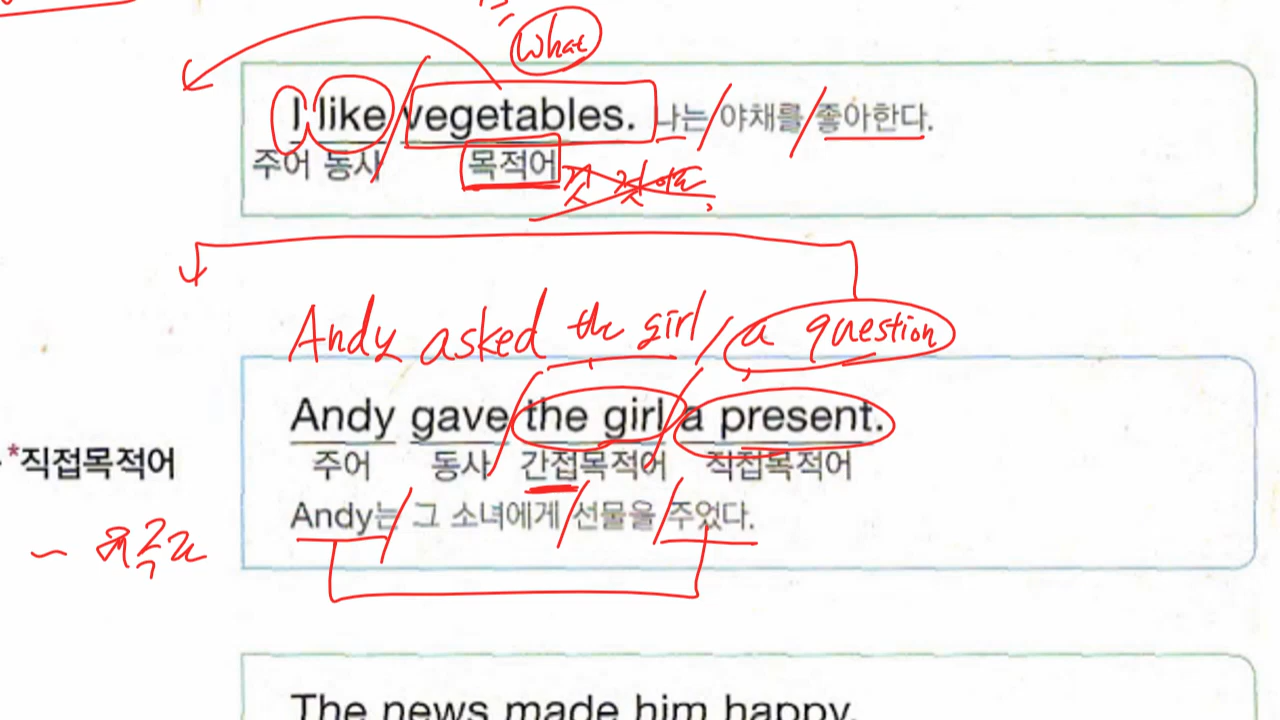 What
I like vegetables. 나는 야채를 좋아한다.
주어 동사 목적어
Andy asked the girl a question
Andy gave the girl a present.
*직접목적어 주어 동사 간접목적어 직접목적어
Andy는 그 소녀에게 선물을 주었다.
The news made him happy.